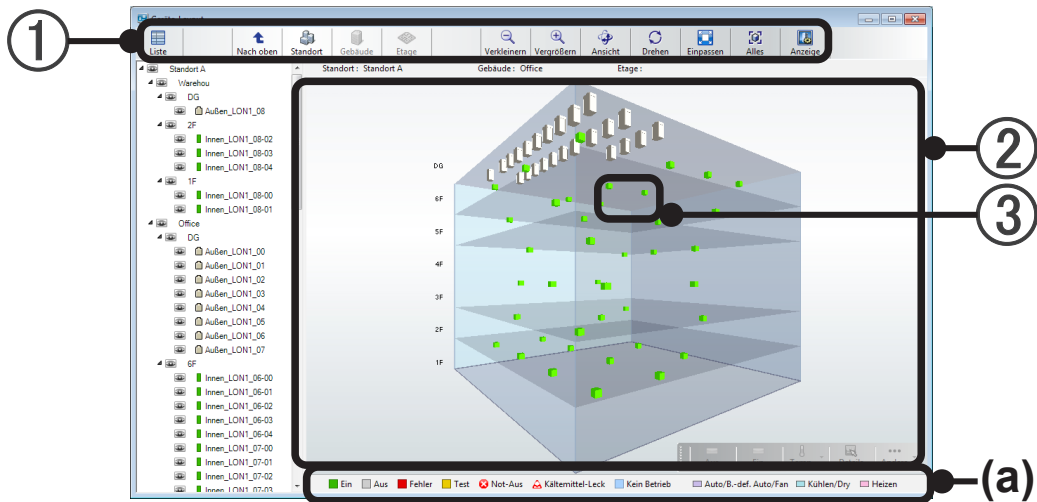 ①
Liste Nach oben Standort Gebäude Etage Verkleinern Vergrößern Ansicht Drehen Einpassen Alles Anzeige
Standort A
Warehou
DG
Außen_LON1_08
2F
Innen_LON1_08-02
Innen_LON1_08-03
Innen_LON1_08-04
1F
Innen_LON1_08-00
Innen_LON1_08-01
Office
DG
Außen_LON1_00
Außen_LON1_01
Außen_LON1_02
Außen_LON1_03
Außen_LON1_04
Außen_LON1_05
Außen_LON1_06
Außen_LON1_07
6F
Innen_LON1_06-00
Innen_LON1_06-01
Innen_LON1_06-02
Innen_LON1_06-03
Innen_LON1_06-04
Innen_LON1_07-00
Innen_LON1_07-01
Innen_LON1_07-02
Innen_LON1_07-03
Standort : Standort A Gebäude : Office Etage :
DG
6F
5F
4F
3F
2F
1F
②
③
Ein Aus Fehler Test Not-Aus Kältemittel-Leck Kein Betrieb Auto/B.-def. Auto/Fan Kühlen/Dry Heizen
(a)